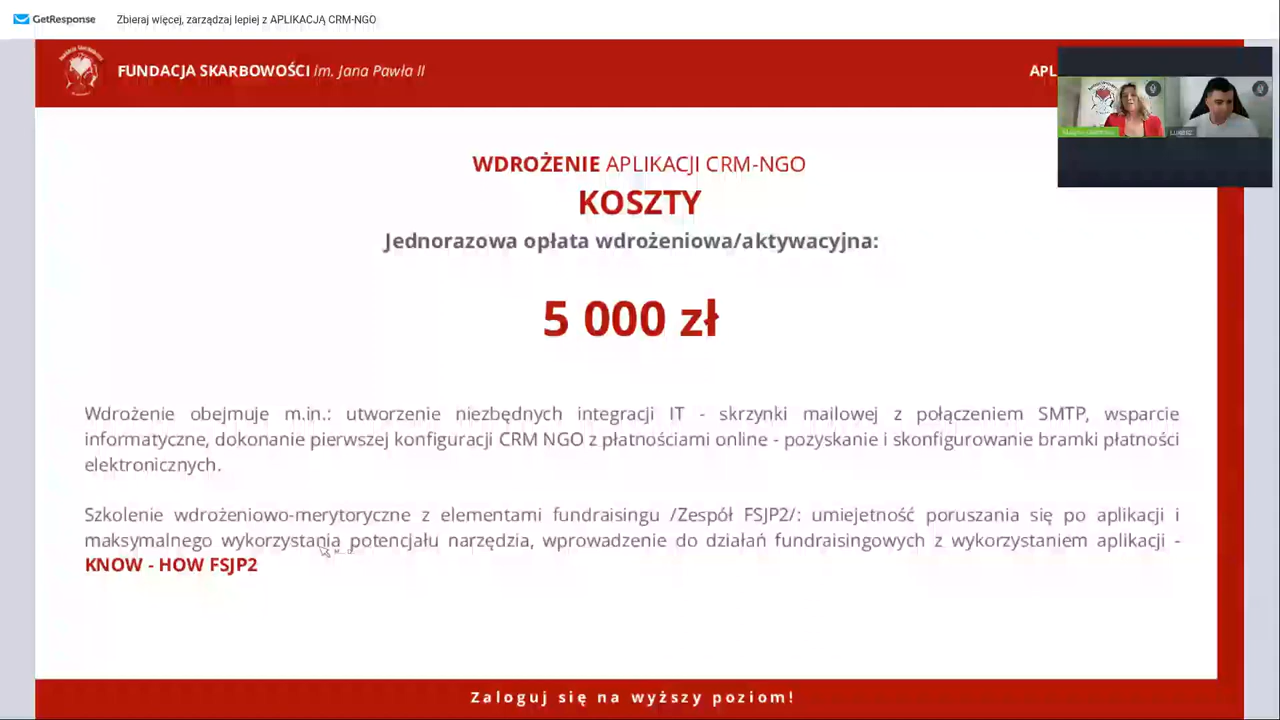 GetResponse Zbieraj więcej, zarządzaj lepiej z APLIKACJĄ CRM-NGO
FUNDACJA SKARBOWOŚCI im. Jana Pawła II
APL
WDROŻENIE APLIKACJI CRM-NGO
KOSZTY
Jednorazowa opłata wdrożeniowa/aktywacyjna:
5 000 zł
Wdrożenie obejmuje m.in.: utworzenie niezbędnych integracji IT - skrzynki mailowej z połączeniem SMTP, wsparcie
informatyczne, dokonanie pierwszej konfiguracji CRM NGO z płatnościami online - pozyskanie i skonfigurowanie bramki płatności
elektronicznych.
Szkolenie wdrożeniowo-merytoryczne z elementami fundraisingu /Zespół FSJP2/: umiejetność poruszania się po aplikacji i
maksymalnego wykorzystania potencjału narzędzia, wprowadzenie do działań fundraisingowych z wykorzystaniem aplikacji -
KNOW - HOW FSJP2
Zaloguj się na wyższy poziom!